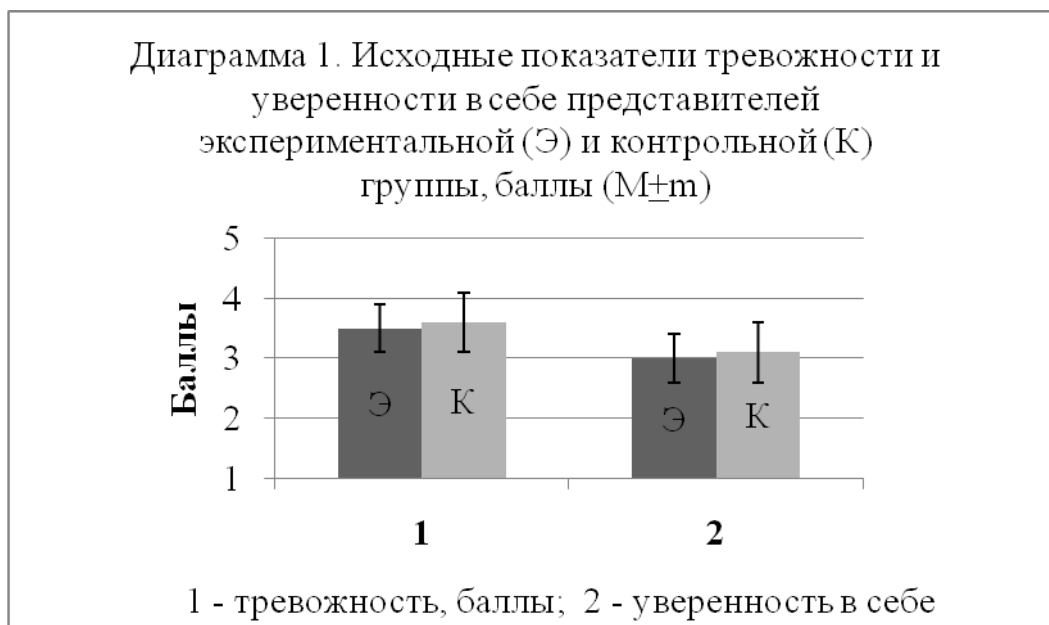 Диаграмма 1. Исходные показатели тревожности и
уверенности в себе представителей
экспериментальной (Э) и контрольной (К)
группы, баллы (М±m)
5
4
3
2
1
Баллы
Э
К
Э
К
1
2
1 - тревожность, баллы; 2 - уверенность в себе